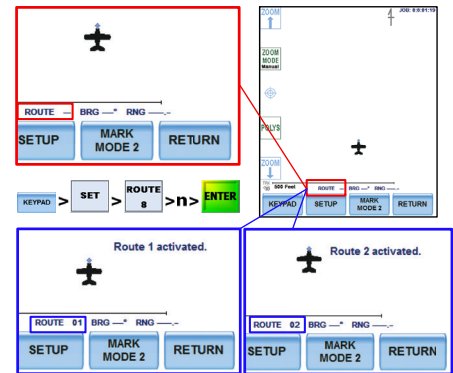 ROUTE — BRG —° RNG —.-
SETUP
MARK
MODE 2
RETURN
KEYPAD > SET > ROUTE
8 >n> ENTER
ZOOM
JOB: 0:0:01:19
ZOOM
MODE
Manual
POLYS
ZOOM
500 Feet
ROUTE — BRG —° RNG —.-
KEYPAD
SETUP
MARK
MODE 2
RETURN
Route 1 activated.
ROUTE 01 BRG —° RNG —.-
SETUP
MARK
MODE 2
RETURN
Route 2 activated.
ROUTE 02 BRG —° RNG —.-
SETUP
MARK
MODE 2
RETURN